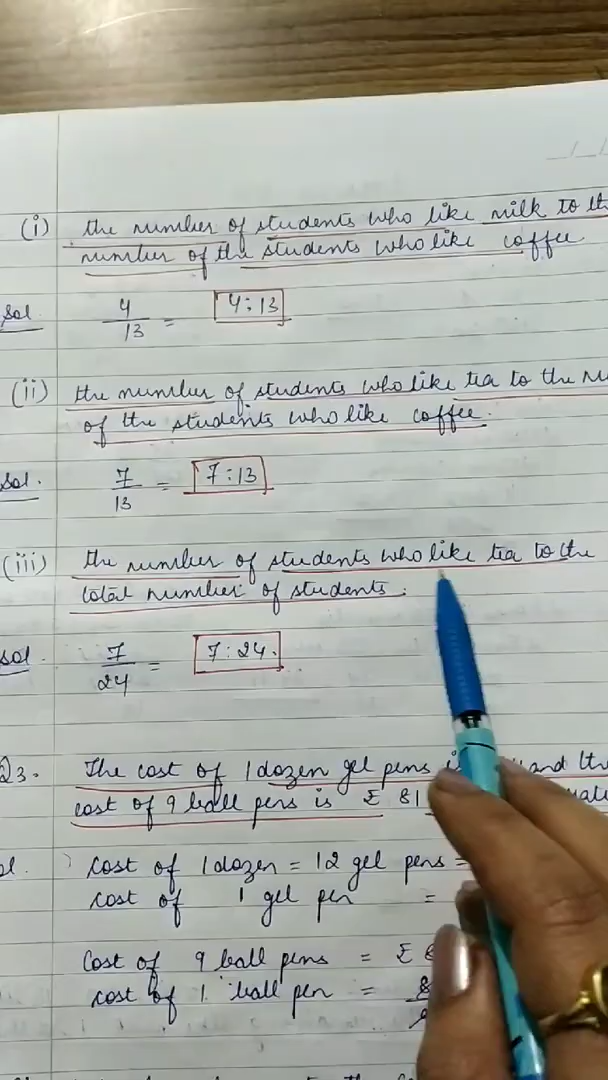 (i) the number of students who like milk to the
number of the students who like coffee.
Sol. 4/13 = 4:13
(ii) the number of students who like tea to the
of the students who like coffee.
Sol. 7/13 = 7:13
(iii) the number of students who like tea to the
total number of students.
Sol. 7/24 = 7:24.
Q3. The cost of 1 dozen gel pens is and the
cost of 9 ball pens is ₹ 81
cost of 1 dozen = 12 gel pens =
cost of 1 gel pen =
Cost of 9 ball pens = ₹
cost of 1 ball pen =